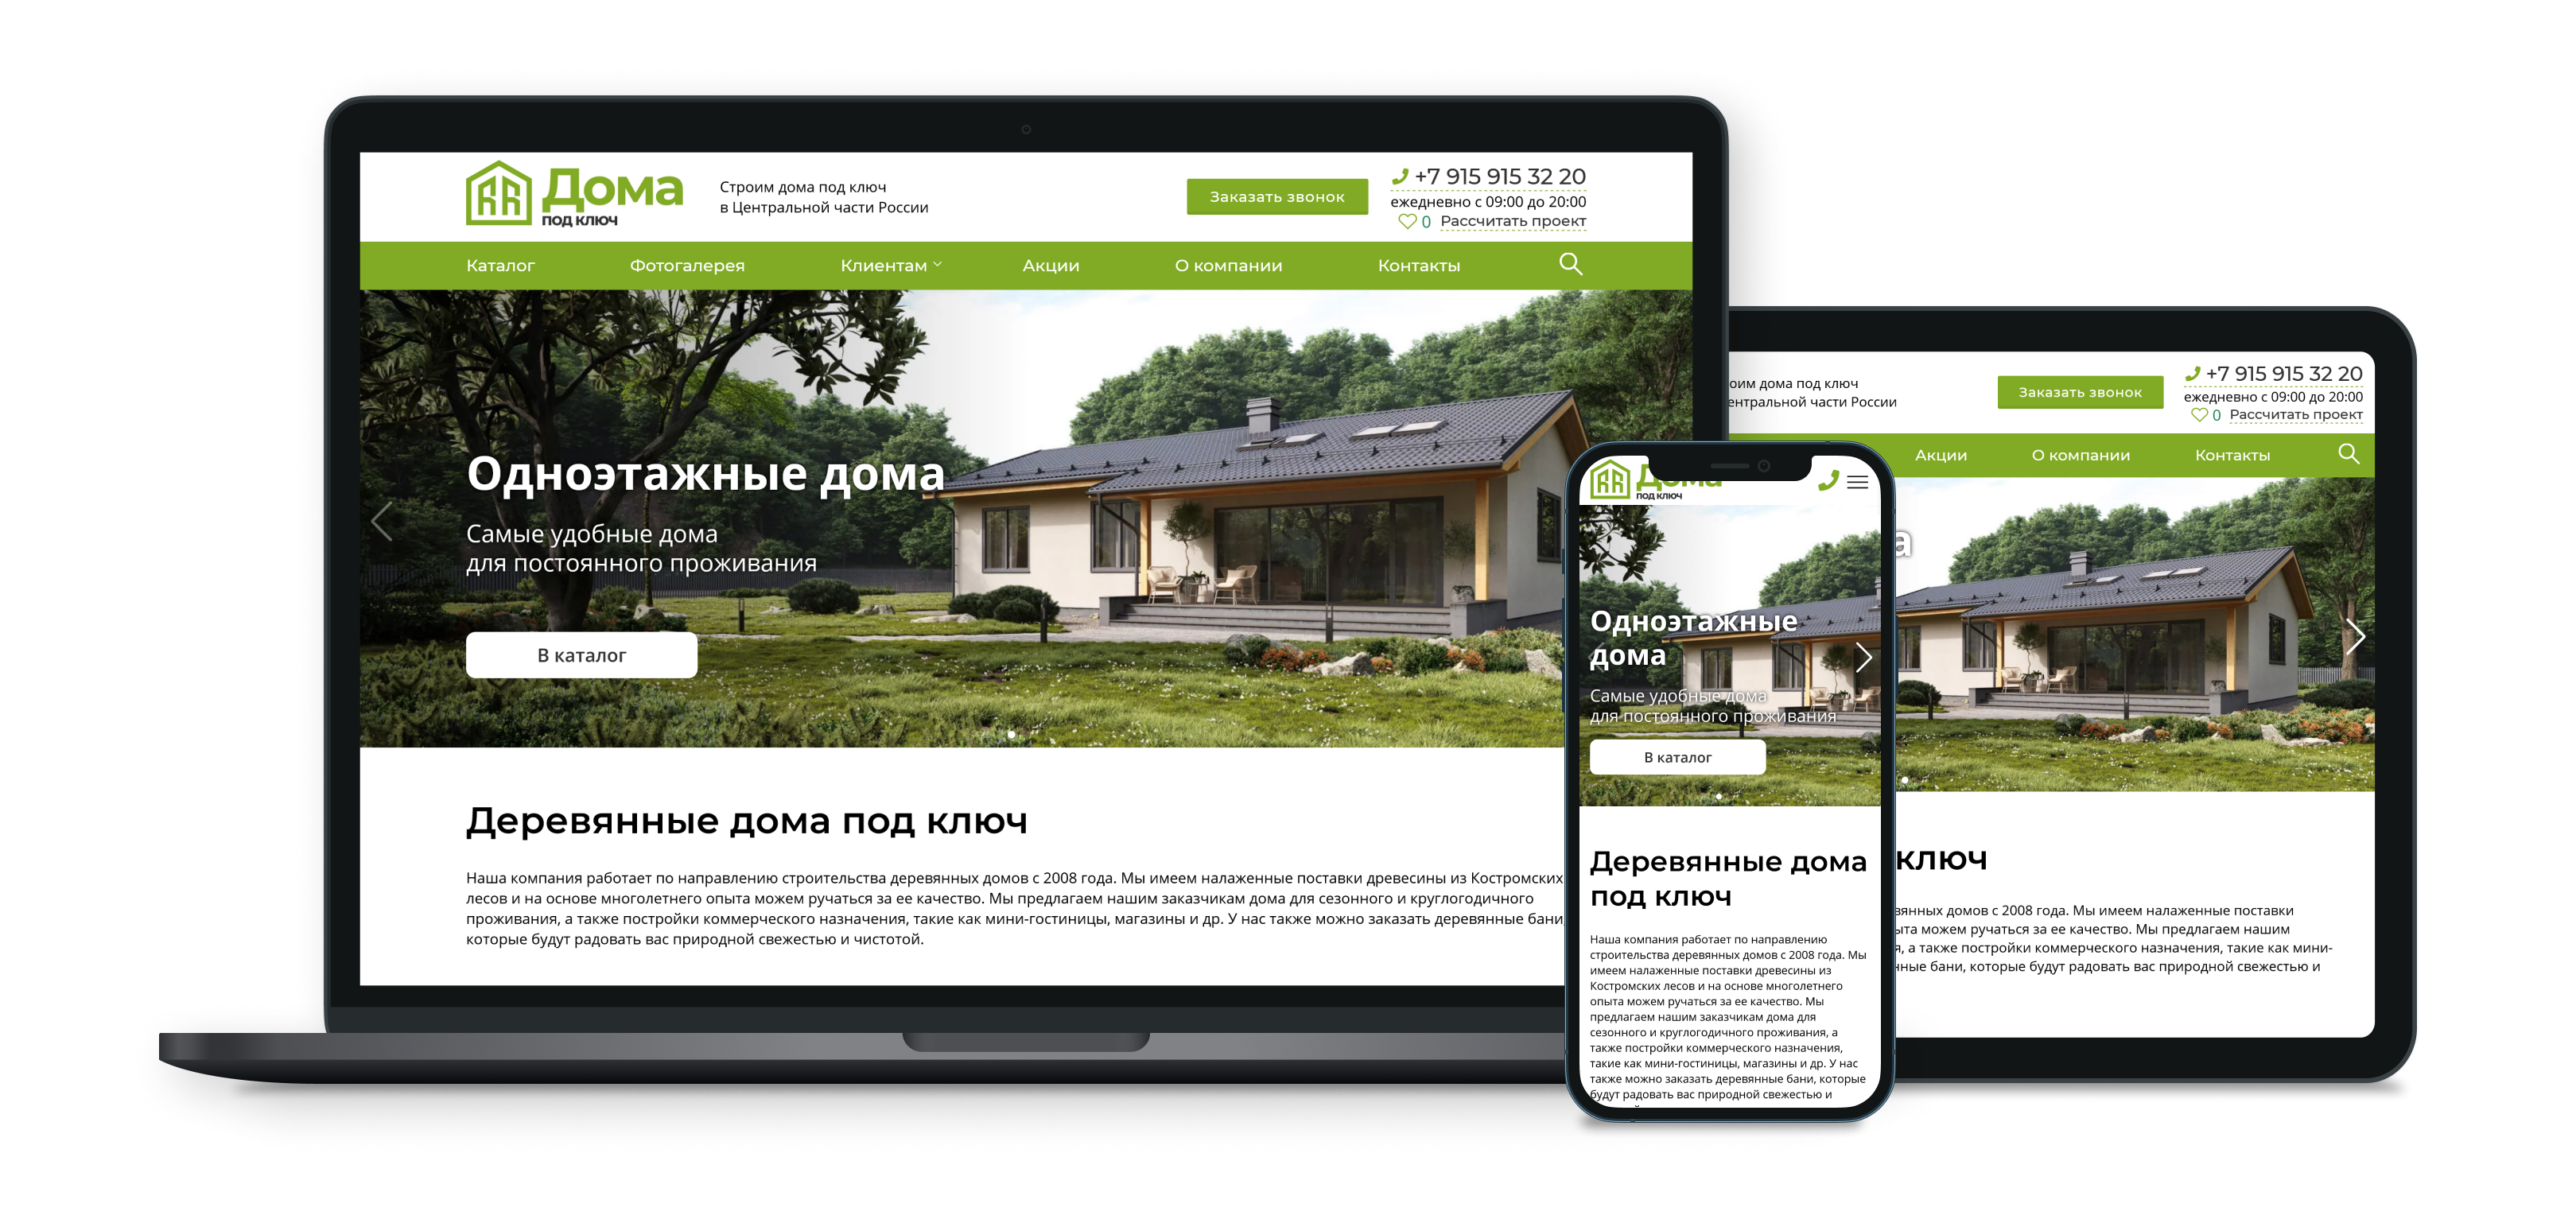 Дома
под ключ
Строим дома под ключ
в Центральной части России
Заказать звонок
+7 915 915 32 20
ежедневно с 09:00 до 20:00
0 Рассчитать проект
Каталог Фотогалерея Клиентам Акции О компании Контакты
Одноэтажные дома
Самые удобные дома
для постоянного проживания
В каталог
Деревянные дома под ключ
Наша компания работает по направлению строительства деревянных домов с 2008 года. Мы имеем налаженные поставки древесины из Костромских
лесов и на основе многолетнего опыта можем ручаться за ее качество. Мы предлагаем нашим заказчикам дома для сезонного и круглогодичного
проживания, а также постройки коммерческого назначения, такие как мини-гостиницы, магазины и др. У нас также можно заказать деревянные бани
которые будут радовать вас природной свежестью и чистотой.
Дома
под ключ
Одноэтажные
дома
Самые удобные дома
для постоянного проживания
В каталог
Деревянные дома
под ключ
Наша компания работает по направлению
строительства деревянных домов с 2008 года. Мы
имеем налаженные поставки древесины из
Костромских лесов и на основе многолетнего
опыта можем ручаться за ее качество. Мы
предлагаем нашим заказчикам дома для
сезонного и круглогодичного проживания, а
также постройки коммерческого назначения,
такие как мини-гостиницы, магазины и др. У нас
также можно заказать деревянные бани, которые
будут радовать вас природной свежестью и
оим дома под ключ
ентральной части России
Заказать звонок
+7 915 915 32 20
ежедневно с 09:00 до 20:00
0 Рассчитать проект
Акции О компании Контакты
а
ключ
вянных домов с 2008 года. Мы имеем налаженные поставки
ыта можем ручаться за ее качество. Мы предлагаем нашим
я, а также постройки коммерческого назначения, такие как мини-
нные бани, которые будут радовать вас природной свежестью и